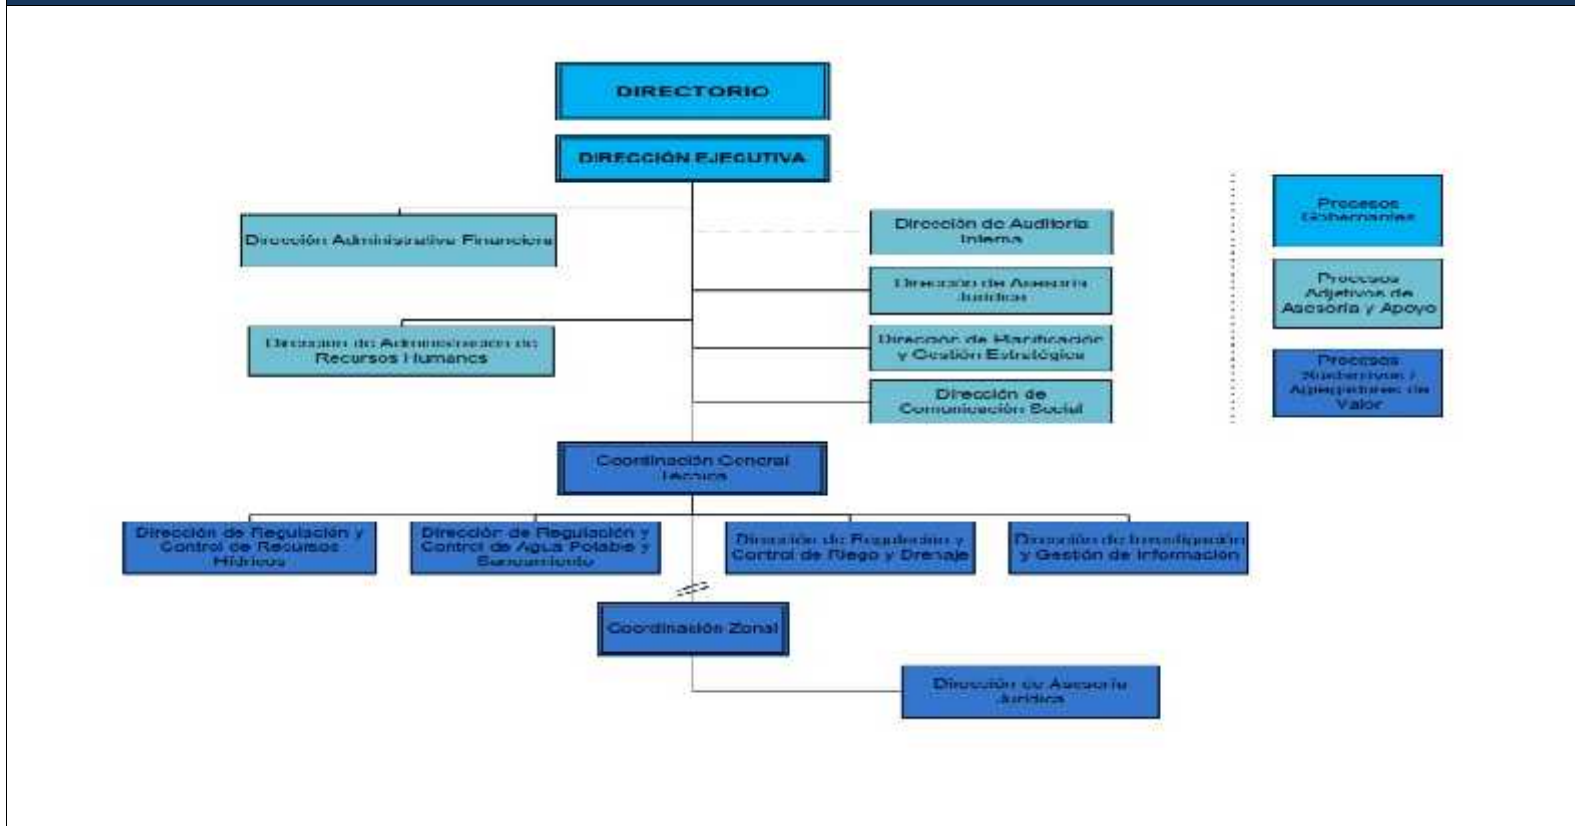 DIRECTORIO
DIRECCIÓN EJECUTIVA
Dirección Administrativa Financiera
Dirección de Auditoría
Interna
Dirección de Asesoría
Jurídica
Dirección de Administración de
Recursos Humanos
Dirección de Planificación
y Gestión Estratégica
Dirección de
Comunicación Social
Procesos
Gobernantes
Procesos
Adjetivos de
Asesoría y Apoyo
Procesos
Sustantivos /
Agregadores de
Valor
Coordinación General
Técnica
Dirección de Regulación y
Control de Recursos
Hídricos
Dirección de Regulación y
Control de Agua Potable y
Saneamiento
Dirección de Regulación y
Control de Riego y Drenaje
Dirección de Investigación
y Gestión de Información
Coordinación Zonal
Dirección de Asesoría
Jurídica